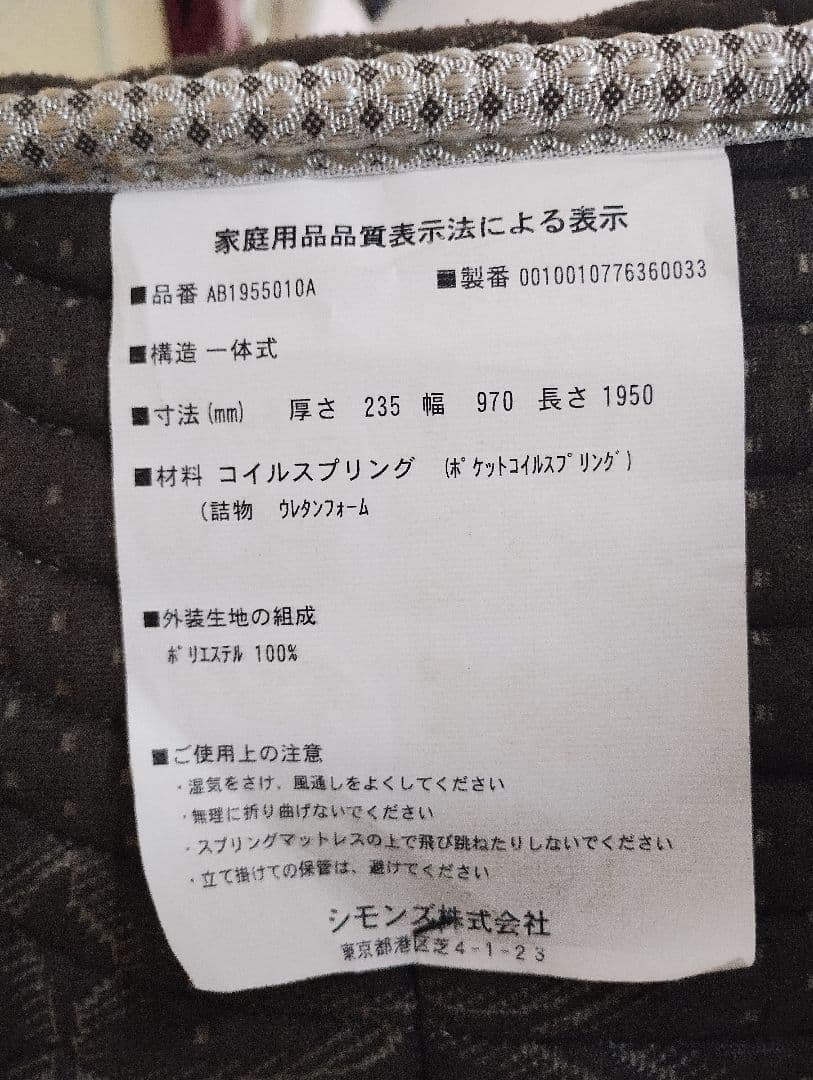 家庭用品品質表示法による表示
■品番 AB1955010A ■製番 0010010776360033
■構造 一体式
■寸法(mm) 厚さ 235 幅 970 長さ 1950
■材料 コイルスプリング (ﾎﾟｹｯﾄｺｲﾙｽﾌﾟﾘﾝｸﾞ)
(詰物 ｳﾚﾀﾝﾌｫｰﾑ
■外装生地の組成
ﾎﾟﾘｴｽﾃﾙ 100%
■ご使用上の注意
・湿気をさけ、風通しをよくしてください
・無理に折り曲げないでください
・スプリングマットレスの上で飛び跳ねたりしないでください
・立て掛けての保管は、避けてください
シモンズ株式会社
東京都港区芝4-1-23